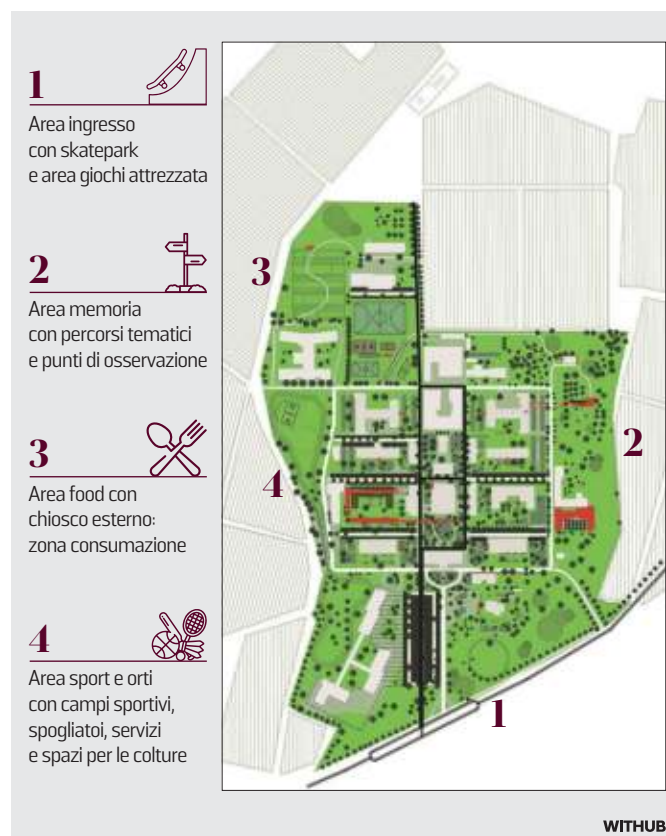 1
Area ingresso
con skatepark
e area giochi attrezzata
2
Area memoria
con percorsi tematici
e punti di osservazione
3
Area food con
chiosco esterno:
zona consumazione
4
Area sport e orti
con campi sportivi,
spogliatoi, servizi
e spazi per le colture
3
2
4
1
WITHUB